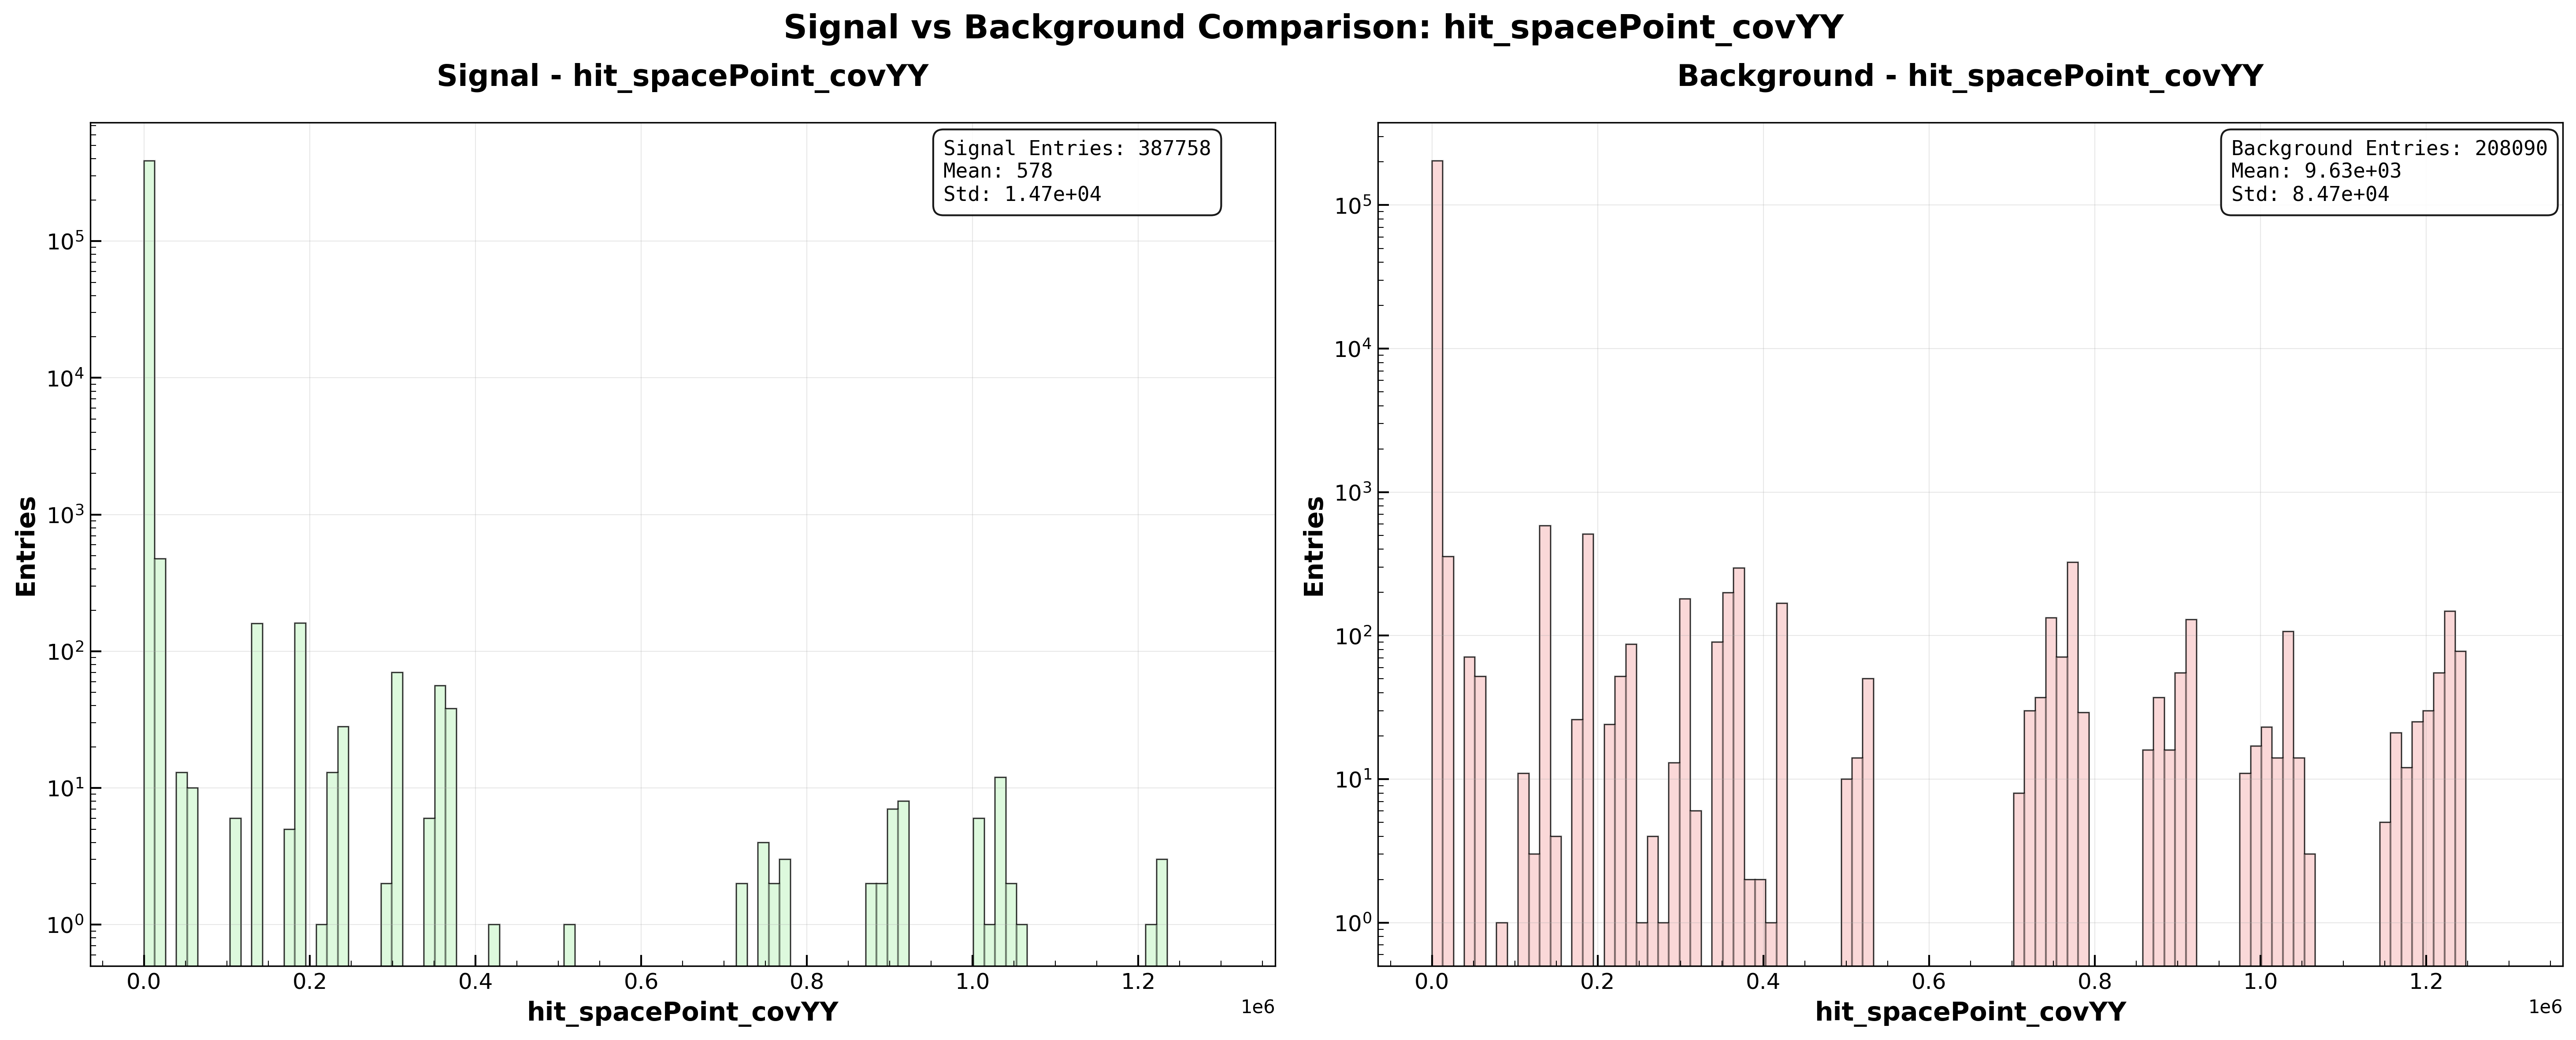 Signal vs Background Comparison: hit_spacePoint_covYY
Signal - hit_spacePoint_covYY
Signal Entries: 387758
Mean: 578
Std: 1.47e+04
Entries
10^5
10^4
10^3
10^2
10^1
10^0
0.0 0.2 0.4 0.6 0.8 1.0 1.2
1e6
hit_spacePoint_covYY
Background - hit_spacePoint_covYY
Background Entries: 208090
Mean: 9.63e+03
Std: 8.47e+04
Entries
10^5
10^4
10^3
10^2
10^1
10^0
0.0 0.2 0.4 0.6 0.8 1.0 1.2
1e6
hit_spacePoint_covYY